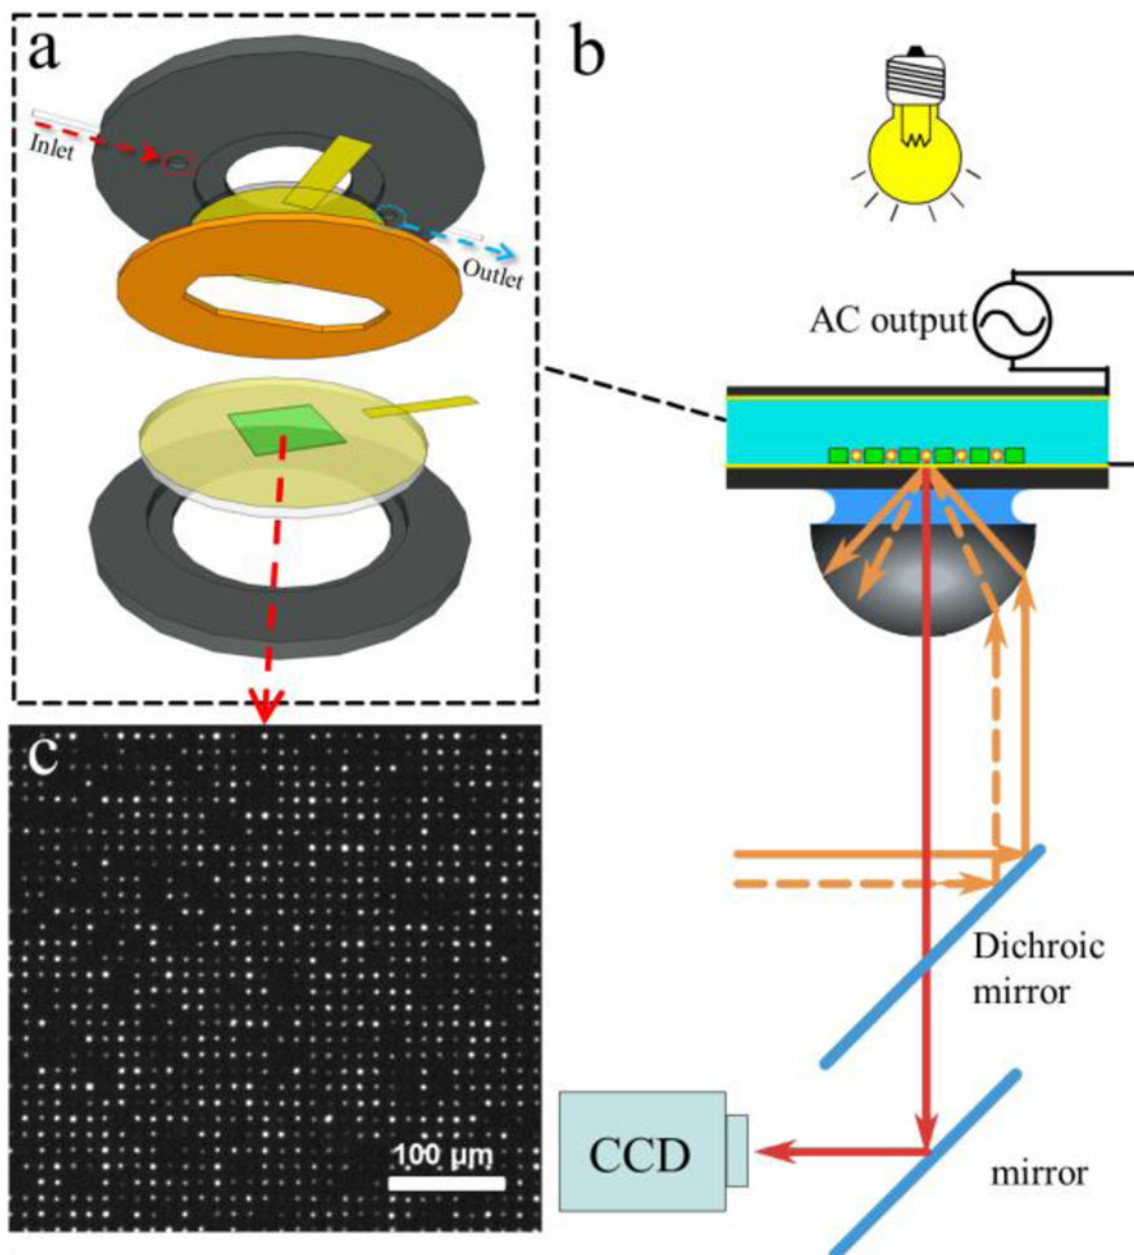 a
Inlet
Outlet
b
AC output
Dichroic
mirror
CCD
mirror
c
100 μm